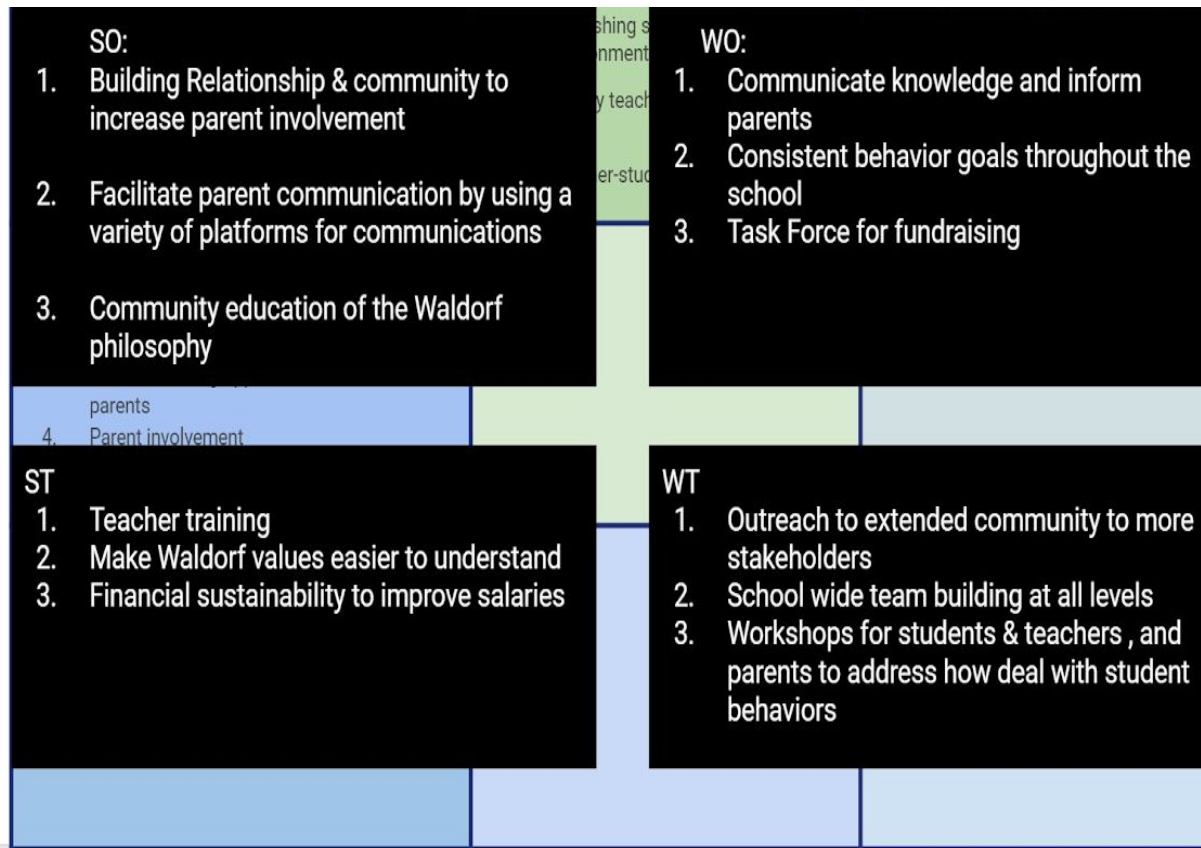 SO:
1. Building Relationship & community to
increase parent involvement
2. Facilitate parent communication by using a
variety of platforms for communications
3. Community education of the Waldorf
philosophy
WO:
1. Communicate knowledge and inform
parents
2. Consistent behavior goals throughout the
school
3. Task Force for fundraising
parents
4. Parent involvement
ST
1. Teacher training
2. Make Waldorf values easier to understand
3. Financial sustainability to improve salaries
WT
1. Outreach to extended community to more
stakeholders
2. School wide team building at all levels
3. Workshops for students & teachers , and
parents to address how deal with student
behaviors